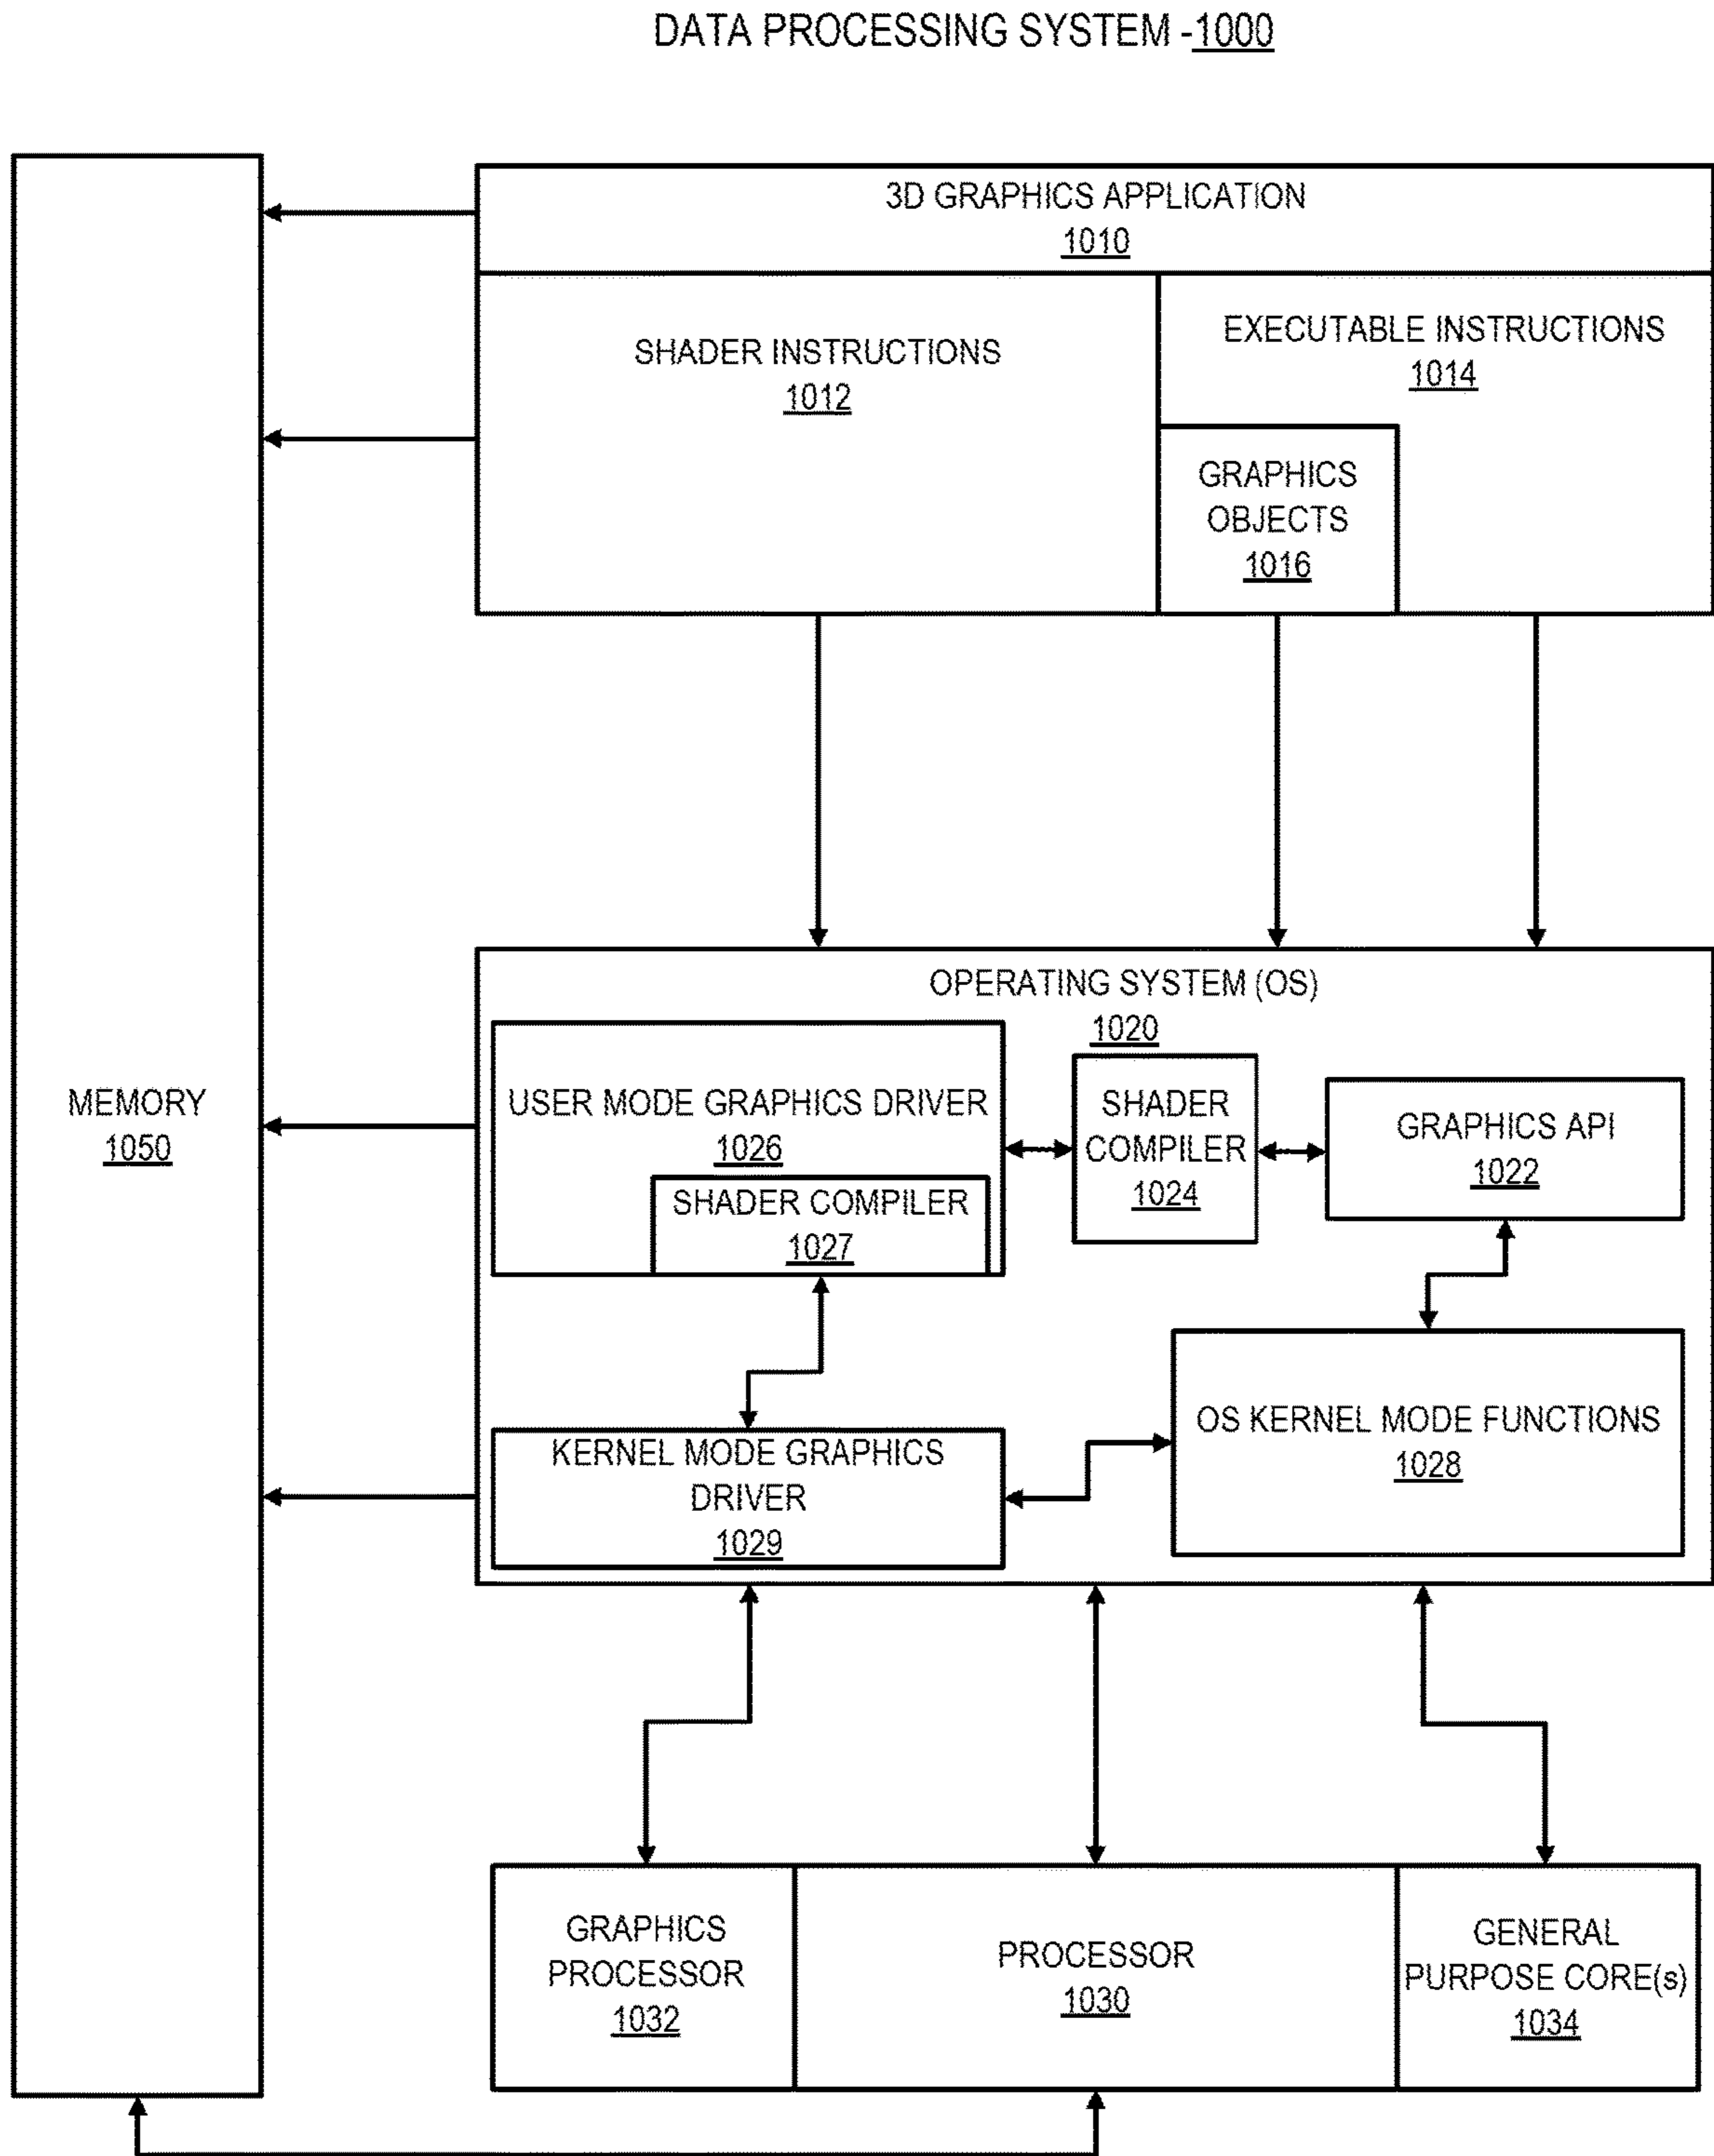 DATA PROCESSING SYSTEM -1000
3D GRAPHICS APPLICATION
1010
SHADER INSTRUCTIONS
1012
EXECUTABLE INSTRUCTIONS
1014
GRAPHICS
OBJECTS
1016
MEMORY
1050
OPERATING SYSTEM (OS)
1020
USER MODE GRAPHICS DRIVER
1026
SHADER COMPILER
1027
SHADER
COMPILER
1024
GRAPHICS API
1022
KERNEL MODE GRAPHICS
DRIVER
1029
OS KERNEL MODE FUNCTIONS
1028
GRAPHICS
PROCESSOR
1032
PROCESSOR
1030
GENERAL
PURPOSE CORE(s)
1034